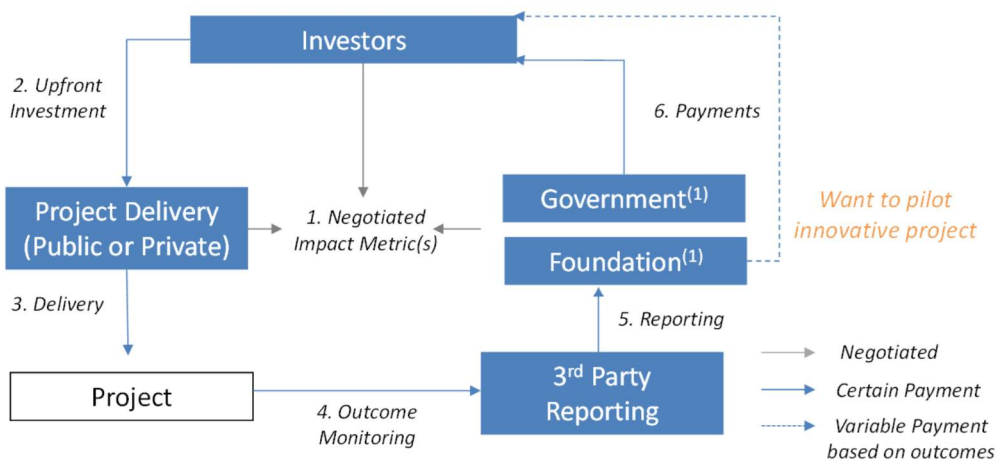 Investors
2. Upfront
Investment
6. Payments
Project Delivery
(Public or Private)
1. Negotiated
Impact Metric(s)
Government(1)
Foundation(1)
Want to pilot
innovative project
3. Delivery
5. Reporting
Project
4. Outcome
Monitoring
3rd Party
Reporting
Negotiated
Certain Payment
Variable Payment
based on outcomes